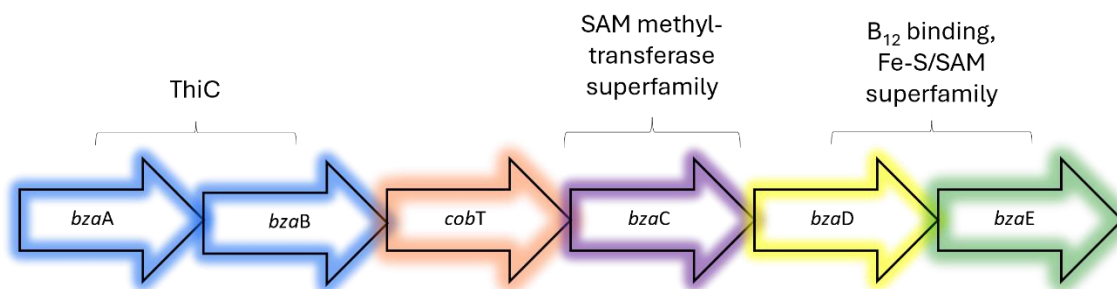 SAM methyl-
transferase
superfamily
B₁₂ binding,
Fe-S/SAM
superfamily
ThiC
bzaA
bzaB
cobT
bzaC
bzaD
bzaE